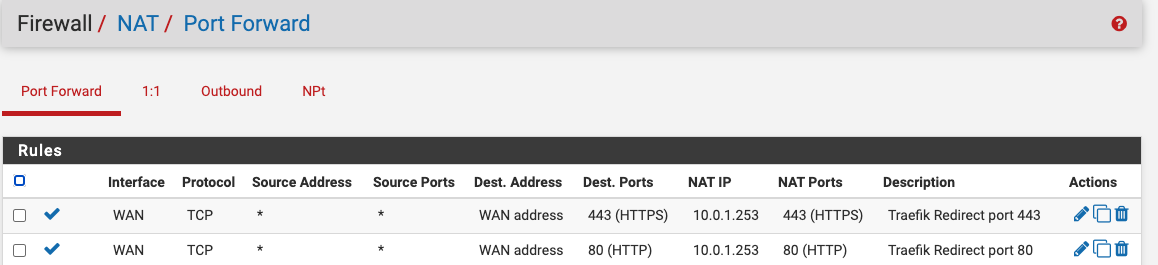 Firewall / NAT / Port Forward ?
Port Forward 1:1 Outbound NPt
Rules
Interface Protocol Source Address Source Ports Dest. Address Dest. Ports NAT IP NAT Ports Description Actions
WAN TCP * * WAN address 443 (HTTPS) 10.0.1.253 443 (HTTPS) Traefik Redirect port 443
WAN TCP * * WAN address 80 (HTTP) 10.0.1.253 80 (HTTP) Traefik Redirect port 80